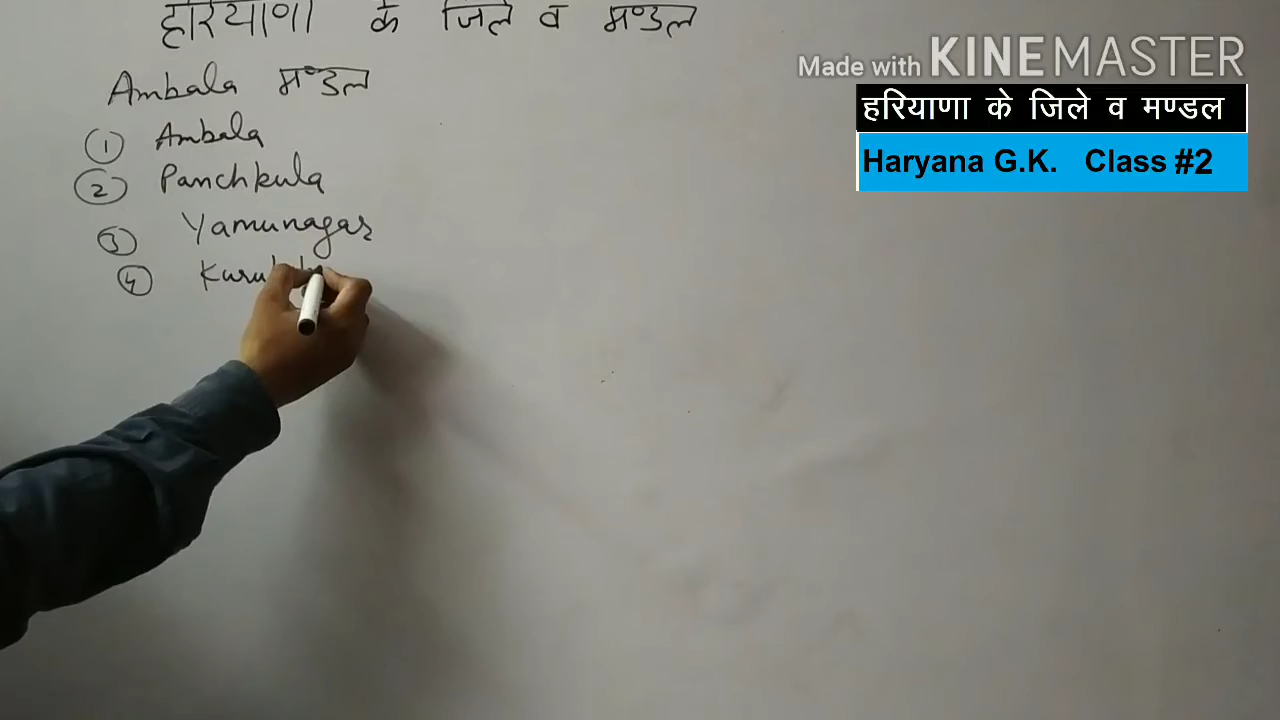 हरियाणा के जिले व मण्डल
Made with KINEMASTER
Ambala मण्डल
हरियाणा के जिले व मण्डल
① Ambala
Haryana G.K. Class #2
② Panchkula
③ Yamunagar
④